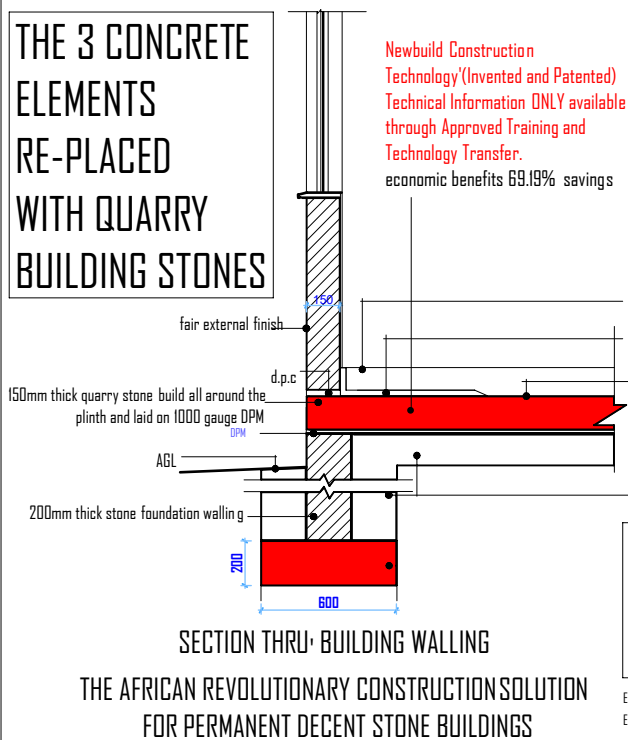 THE 3 CONCRETE
ELEMENTS
RE-PLACED
WITH QUARRY
BUILDING STONES
Newbuild Construction
Technology'(Invented and Patented)
Technical Information ONLY available
through Approved Training and
Technology Transfer.
economic benefits 69.19% savings
150
fair external finish
d.p.c
150mm thick quarry stone build all around the
plinth and laid on 1000 gauge DPM
DPM
AGL
200mm thick stone foundation walling
200
600
SECTION THRU' BUILDING WALLING
THE AFRICAN REVOLUTIONARY CONSTRUCTION SOLUTION
FOR PERMANENT DECENT STONE BUILDINGS
E
E